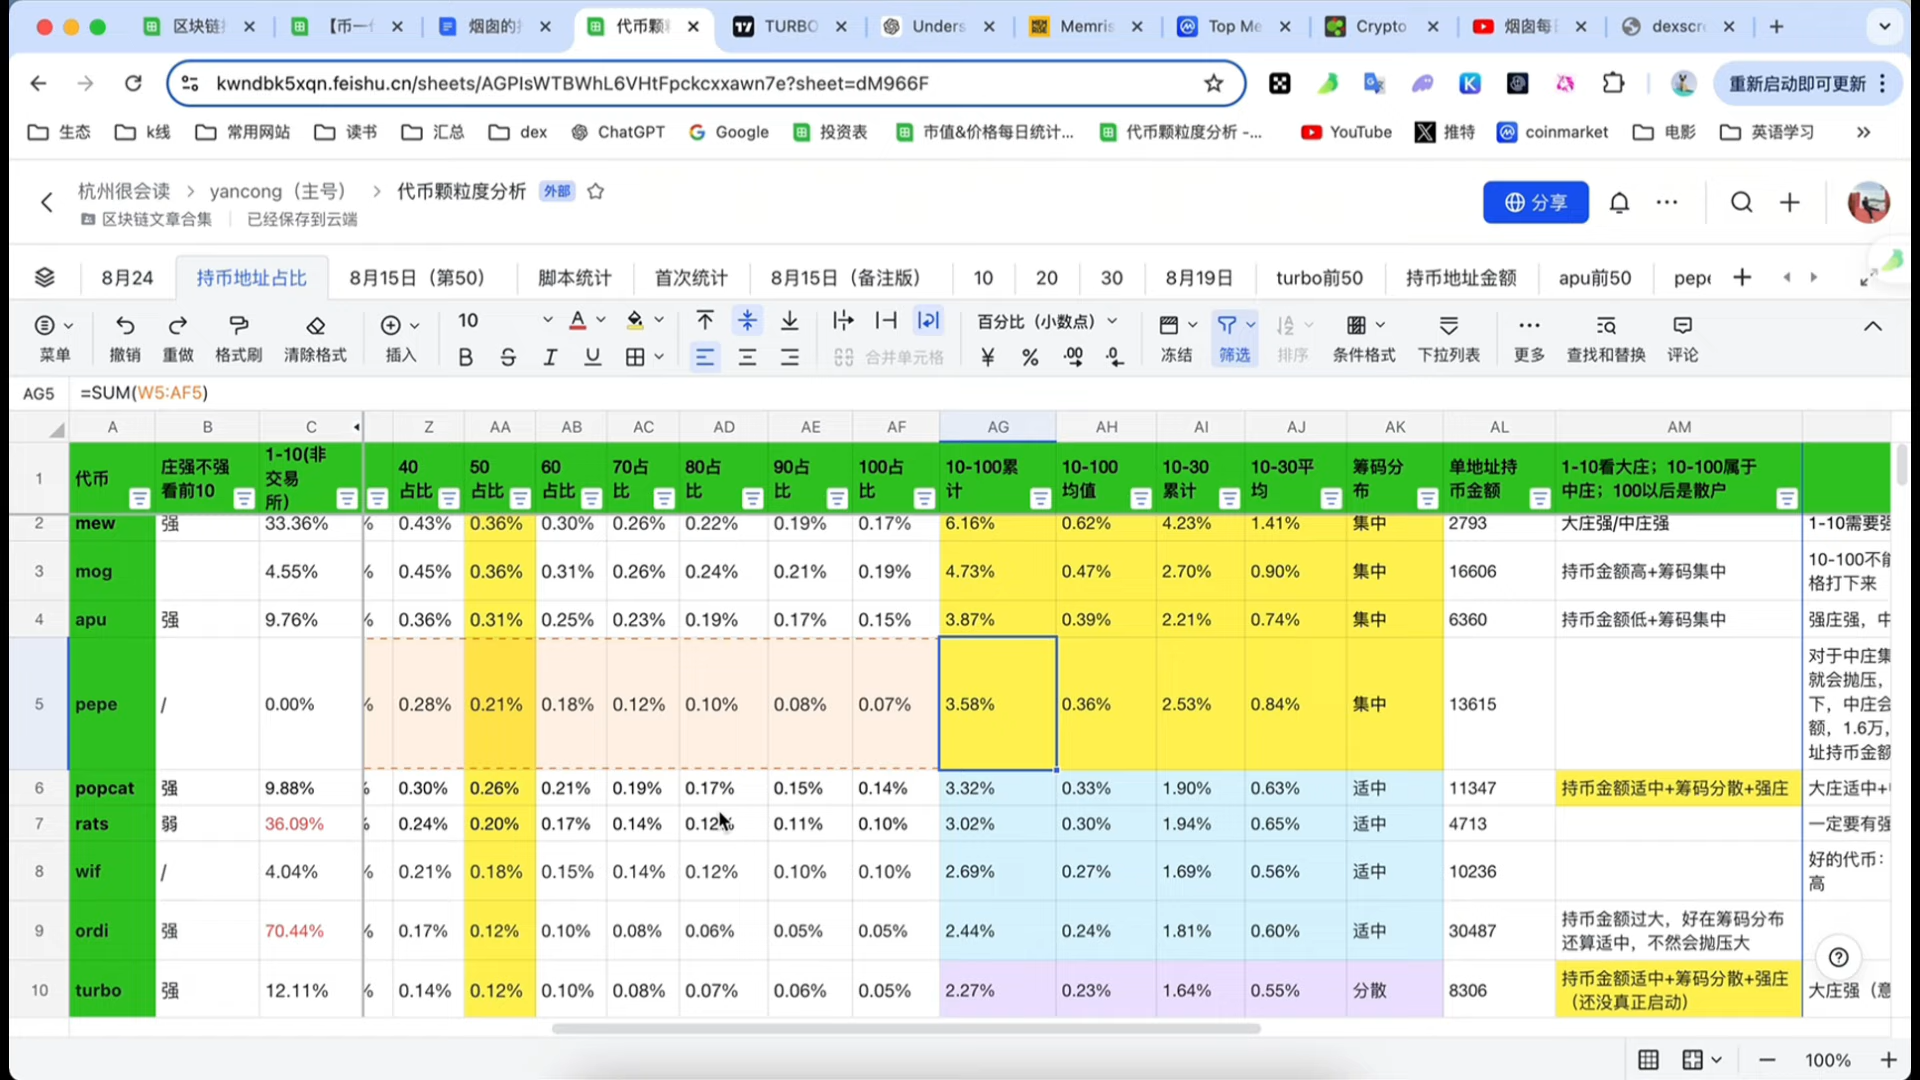 区块链
【币一
烟囱的
代币颗
TURBO
Unders
Memris
Top Me
Crypto
烟囱每
dexscr
kwndbk5xqn.feishu.cn/sheets/AGPIsWTBWhL6VHtFpckcxxawn7e?sheet=dM966F
重新启动即可更新
生态
k线
常用网站
读书
汇总
dex
ChatGPT
Google
投资表
市值&价格每日统计...
代币颗粒度分析 -...
YouTube
推特
coinmarket
电影
英语学习
杭州很会读 > yancong（主号） > 代币颗粒度分析 外部
区块链文章合集 | 已经保存到云端
分享
8月24
持币地址占比
8月15日（第50）
脚本统计
首次统计
8月15日（备注版）
10
20
30
8月19日
turbo前50
持币地址金额
apu前50
pepe
10
百分比（小数点）
菜单 撤销 重做 格式刷 清除格式 插入 合并单元格 冻结 筛选 排序 条件格式 下拉列表 更多 查找和替换 评论
AG5 =SUM(W5:AF5)
A B C Z AA AB AC AD AE AF AG AH AI AJ AK AL AM
1 代币 庄强不强看前10 1-10(非交易所) 40占比 50占比 60占比 70占比 80占比 90占比 100占比 10-100累计 10-100均值 10-30累计 10-30平均 筹码分布 单地址持币金额 1-10看大庄；10-100属于中庄；100以后是散户
2 mew 强 33.36% % 0.43% 0.36% 0.30% 0.26% 0.22% 0.19% 0.17% 6.16% 0.62% 4.23% 1.41% 集中 2793 大庄强/中庄强 1-10需要强
3 mog 4.55% % 0.45% 0.36% 0.31% 0.26% 0.24% 0.21% 0.19% 4.73% 0.47% 2.70% 0.90% 集中 16606 持币金额高+筹码集中 10-100不能
格打下来
4 apu 强 9.76% % 0.36% 0.31% 0.25% 0.23% 0.19% 0.17% 0.15% 3.87% 0.39% 2.21% 0.74% 集中 6360 持币金额低+筹码集中 强庄强，中
5 pepe / 0.00% % 0.28% 0.21% 0.18% 0.12% 0.10% 0.08% 0.07% 3.58% 0.36% 2.53% 0.84% 集中 13615
对于中庄集
就会抛压，
下，中庄会
额，1.6万，
址持币金额
6 popcat 强 9.88% % 0.30% 0.26% 0.21% 0.19% 0.17% 0.15% 0.14% 3.32% 0.33% 1.90% 0.63% 适中 11347 持币金额适中+筹码分散+强庄 大庄适中+
7 rats 弱 36.09% % 0.24% 0.20% 0.17% 0.14% 0.12% 0.11% 0.10% 3.02% 0.30% 1.94% 0.65% 适中 4713 一定要有强
8 wif / 4.04% % 0.21% 0.18% 0.15% 0.14% 0.12% 0.10% 0.10% 2.69% 0.27% 1.69% 0.56% 适中 10236 好的代币：
高
9 ordi 强 70.44% % 0.17% 0.12% 0.10% 0.08% 0.06% 0.05% 0.05% 2.44% 0.24% 1.81% 0.60% 适中 30487 持币金额过大，好在筹码分布
还算适中，不然会抛压大
10 turbo 强 12.11% % 0.14% 0.12% 0.10% 0.08% 0.07% 0.06% 0.05% 2.27% 0.23% 1.64% 0.55% 分散 8306 持币金额适中+筹码分散+强庄
（还没真正启动） 大庄强（意
100%